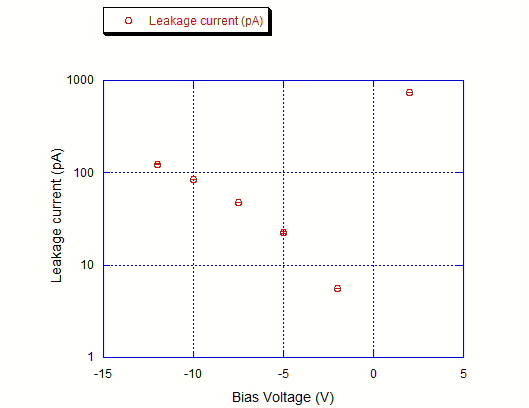 Leakage current (pA)
1000
100
10
1
Leakage current (pA)
-15 -10 -5 0 5
Bias Voltage (V)